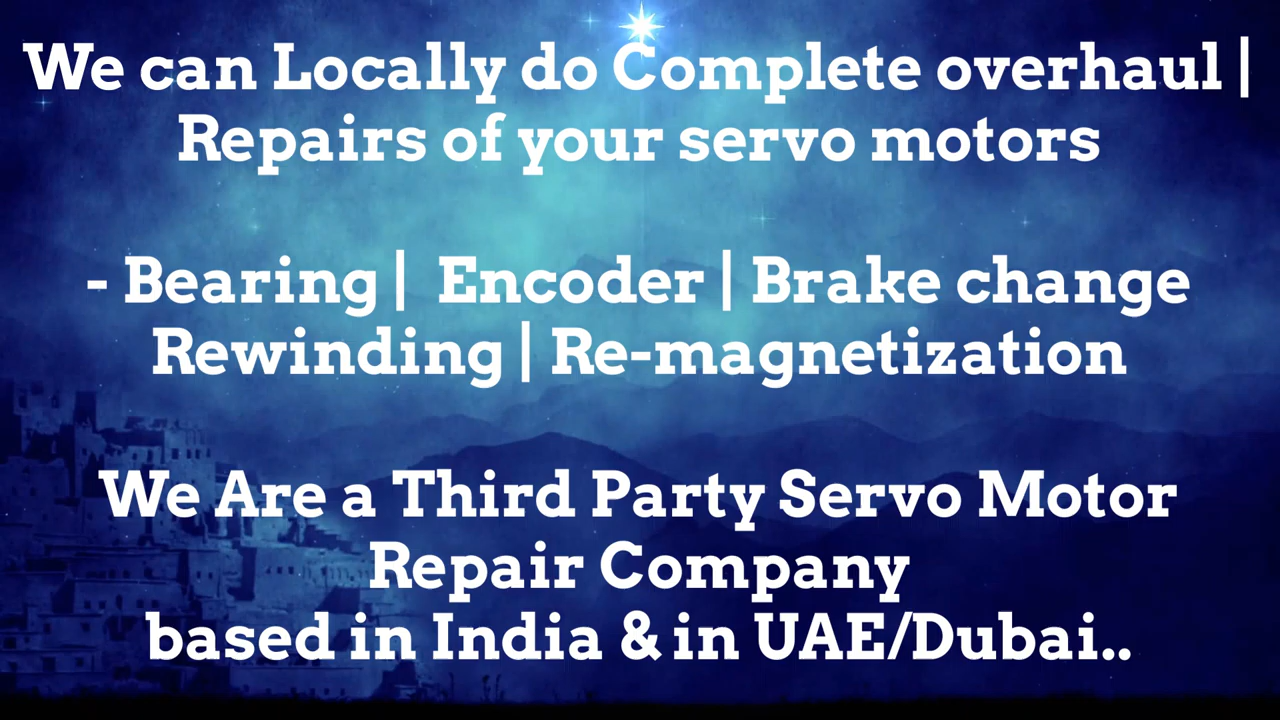 We can Locally do Complete overhaul |
Repairs of your servo motors
- Bearing | Encoder | Brake change
Rewinding | Re-magnetization
We Are a Third Party Servo Motor
Repair Company
based in India & in UAE/Dubai..